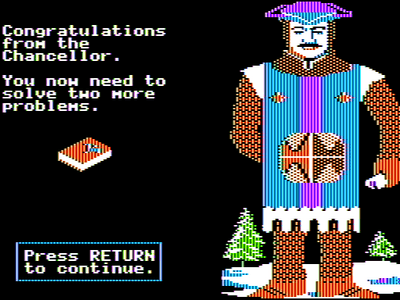 Congratulations
from the
Chancellor.
You now need to
solve two more
problems.
Press RETURN
to continue.